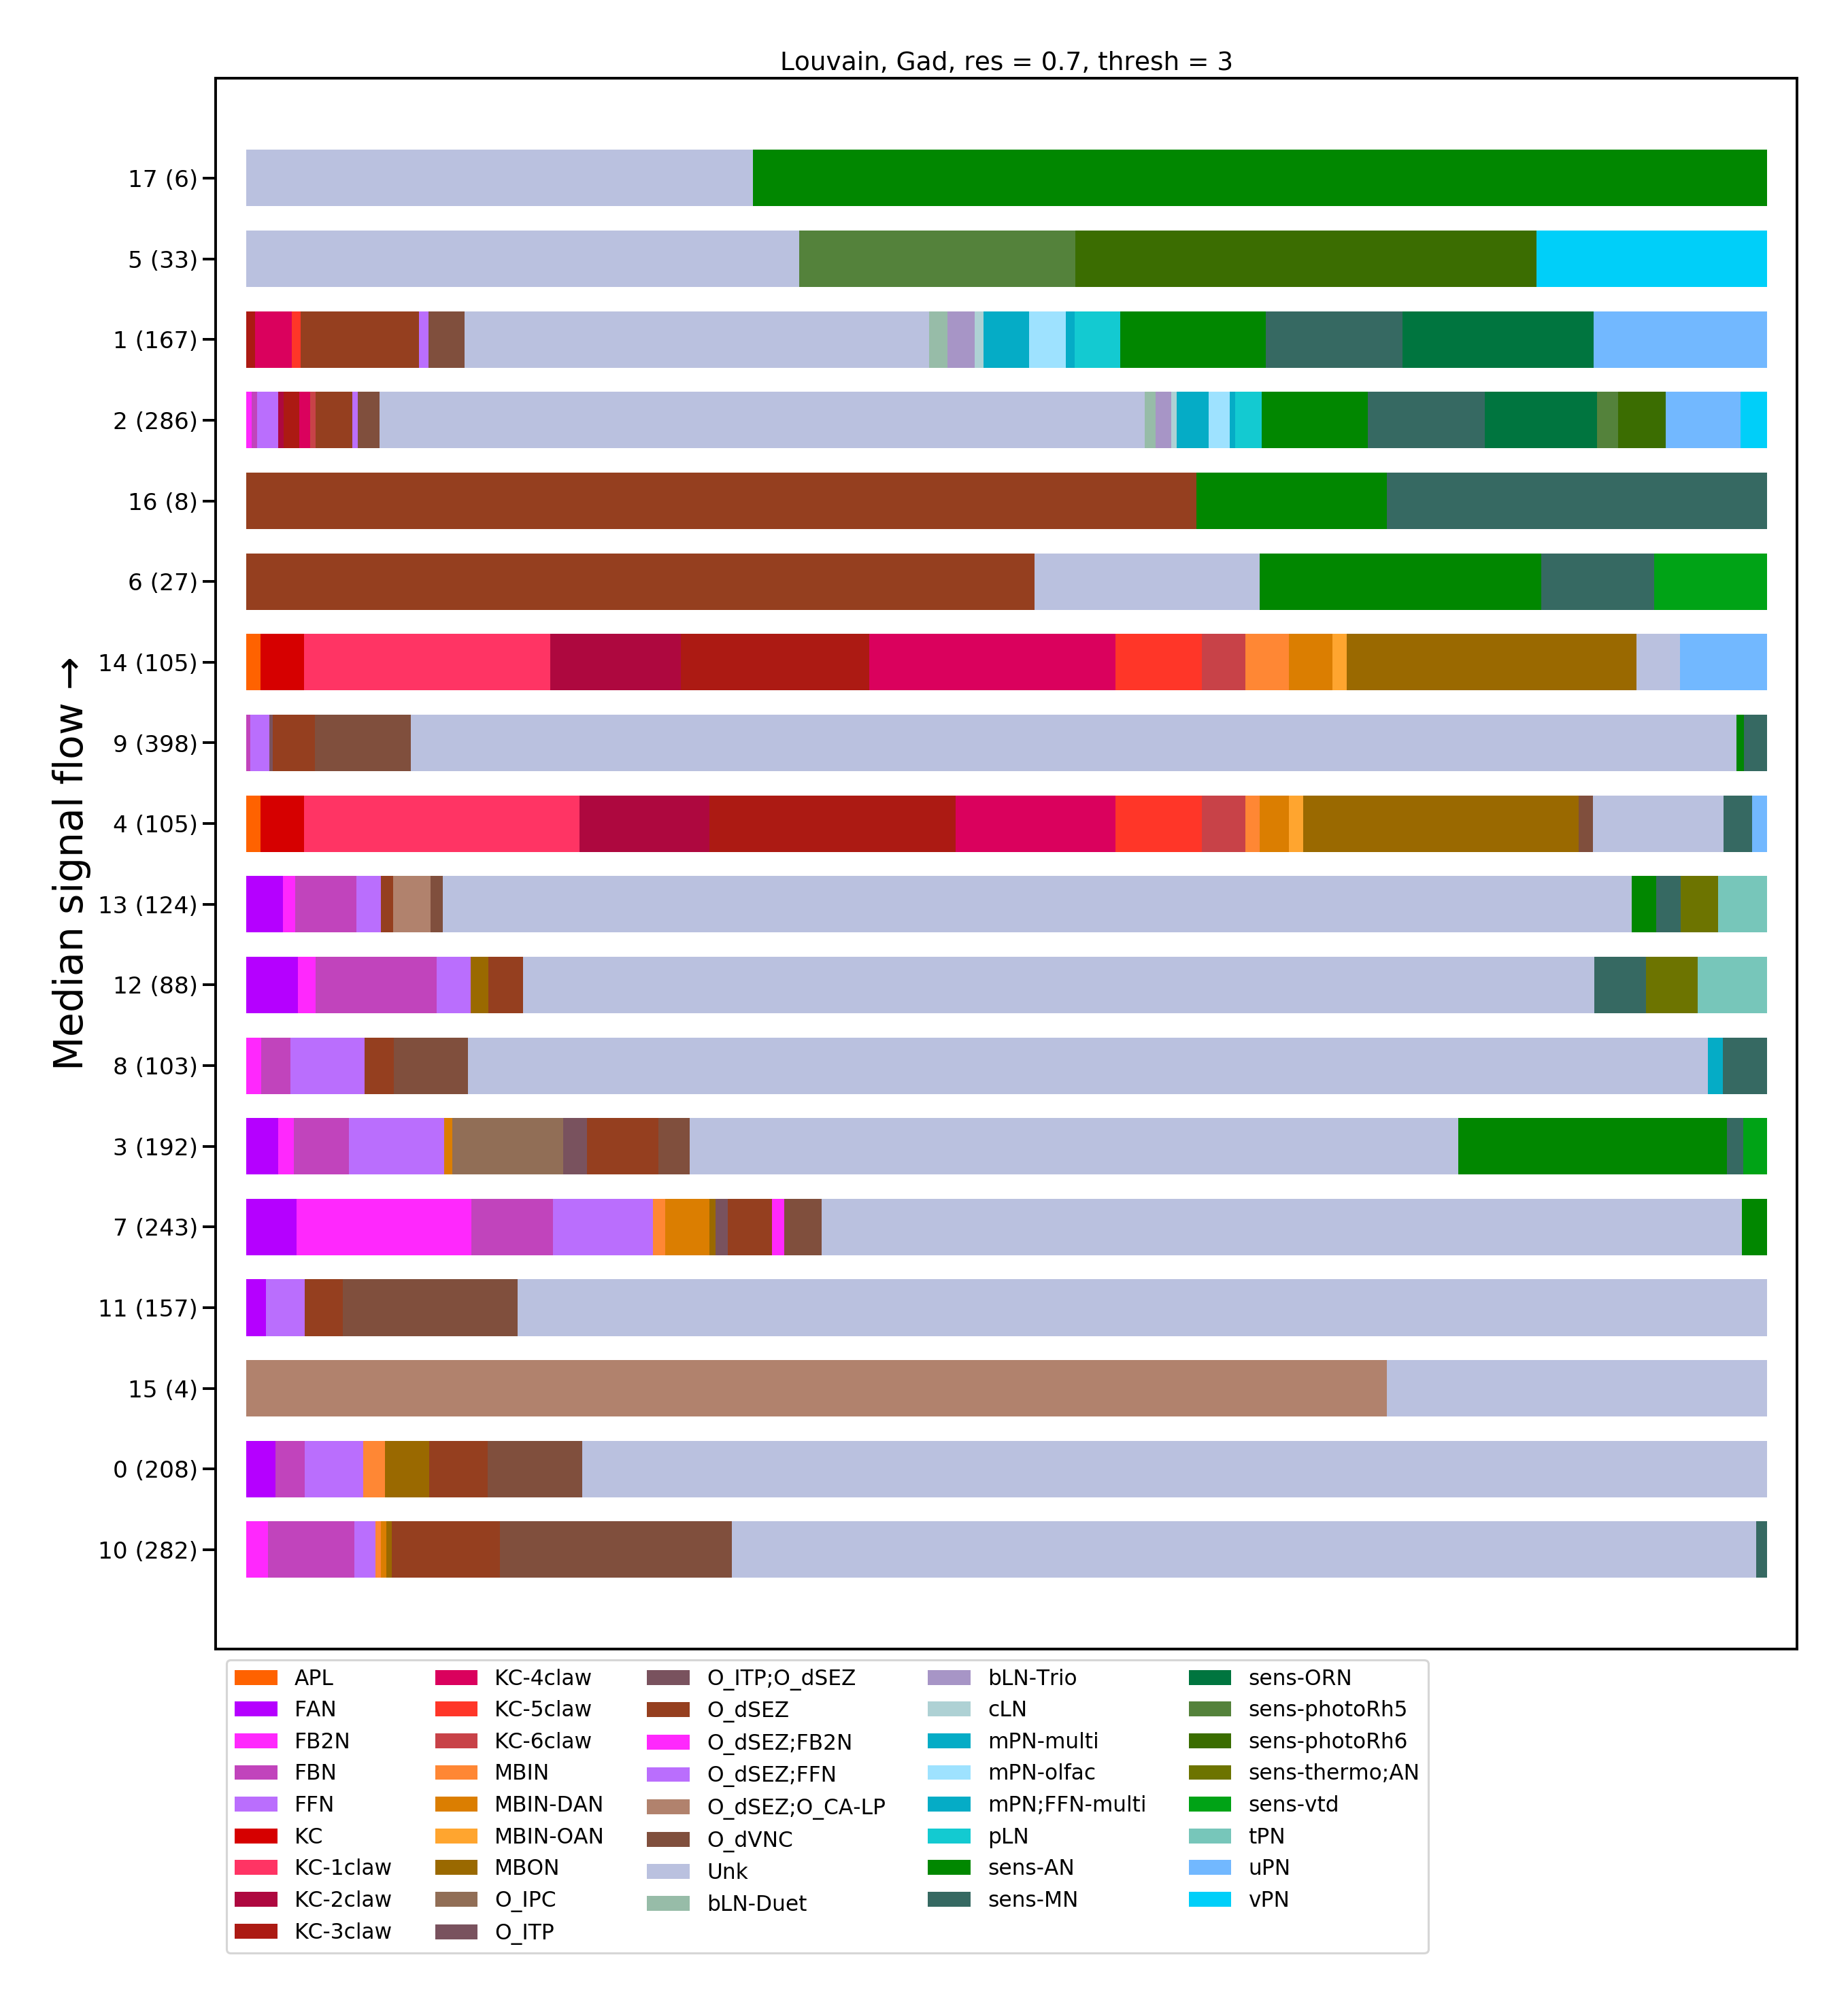 Louvain, Gad, res = 0.7, thresh = 3
Median signal flow →
17 (6)
5 (33)
1 (167)
2 (286)
16 (8)
6 (27)
14 (105)
9 (398)
4 (105)
13 (124)
12 (88)
8 (103)
3 (192)
7 (243)
11 (157)
15 (4)
0 (208)
10 (282)
APL
FAN
FB2N
FBN
FFN
KC
KC-1claw
KC-2claw
KC-3claw
KC-4claw
KC-5claw
KC-6claw
MBIN
MBIN-DAN
MBIN-OAN
MBON
O_IPC
O_ITP
O_ITP;O_dSEZ
O_dSEZ
O_dSEZ;FB2N
O_dSEZ;FFN
O_dSEZ;O_CA-LP
O_dVNC
Unk
bLN-Duet
bLN-Trio
cLN
mPN-multi
mPN-olfac
mPN;FFN-multi
pLN
sens-AN
sens-MN
sens-ORN
sens-photoRh5
sens-photoRh6
sens-thermo;AN
sens-vtd
tPN
uPN
vPN